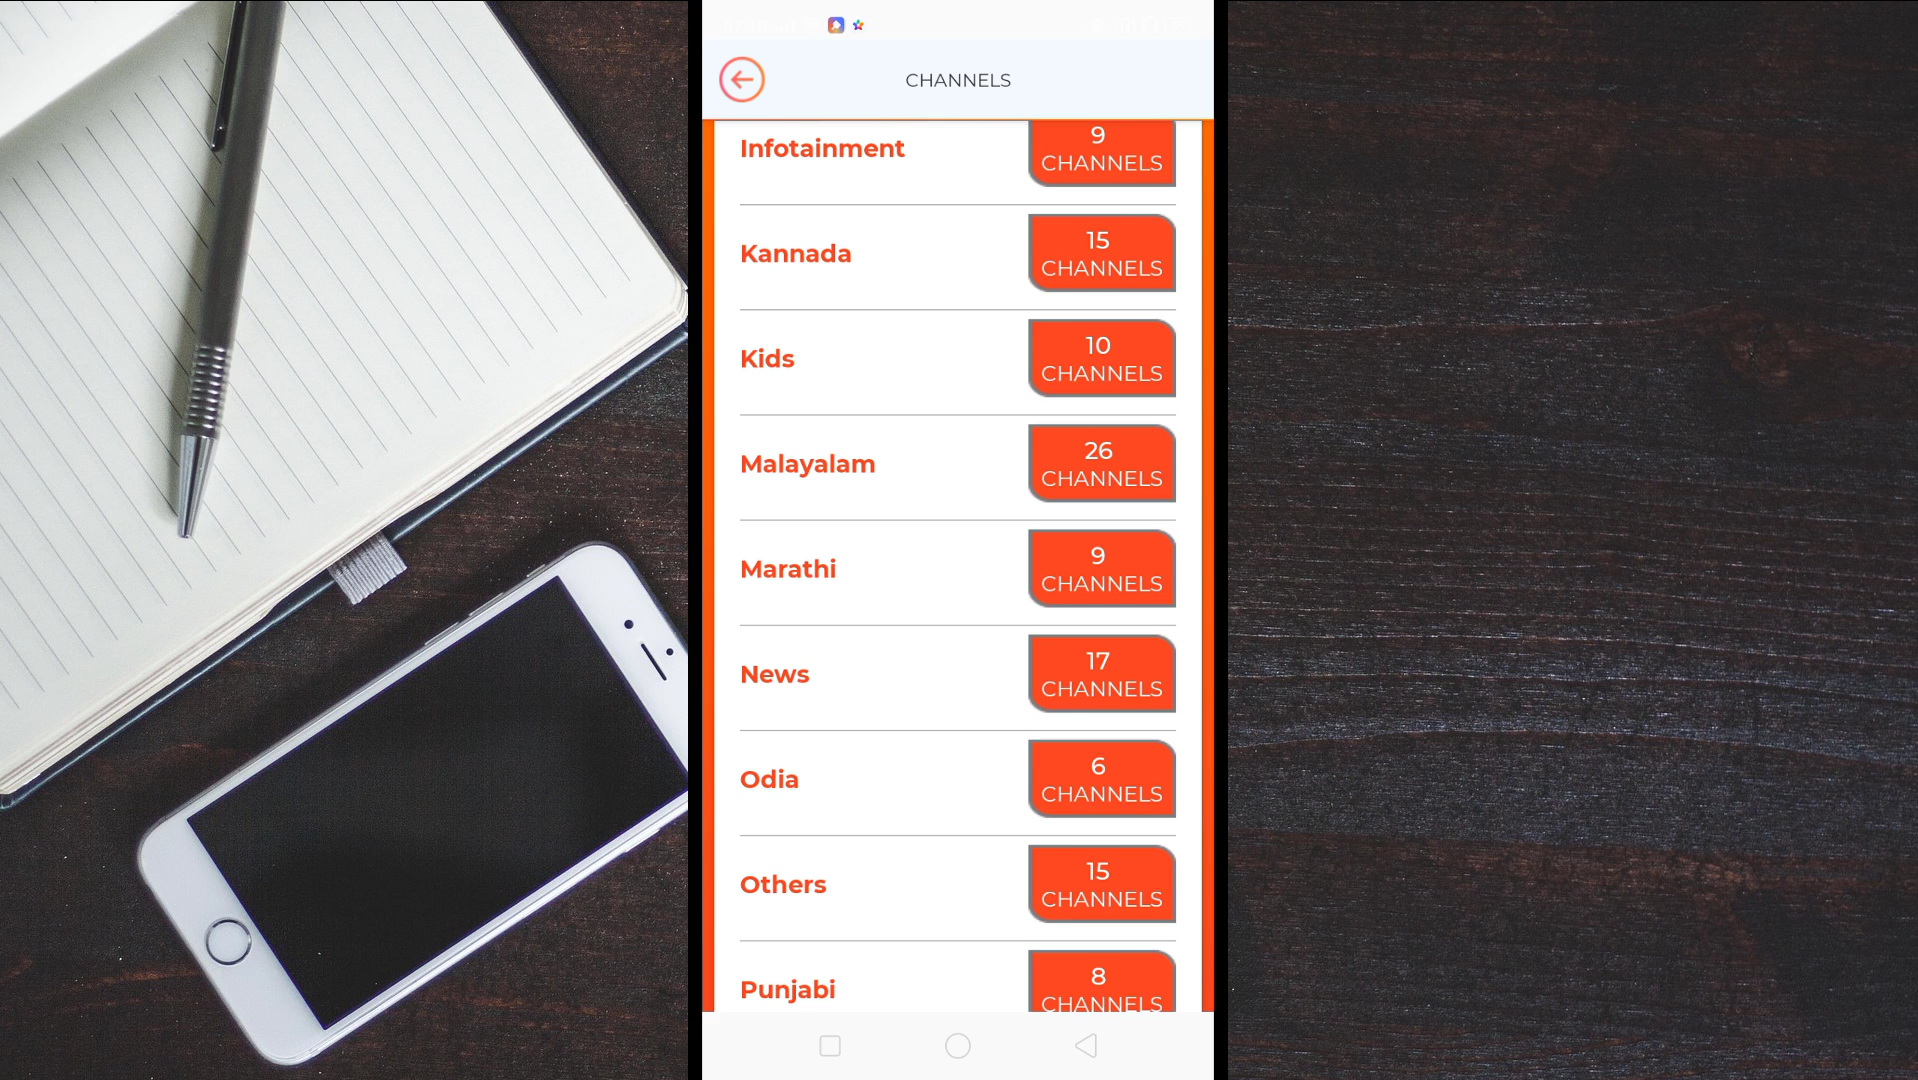 CHANNELS
Infotainment
9
CHANNELS
Kannada
15
CHANNELS
Kids
10
CHANNELS
Malayalam
26
CHANNELS
Marathi
9
CHANNELS
News
17
CHANNELS
Odia
6
CHANNELS
Others
15
CHANNELS
Punjabi
8
CHANNELS